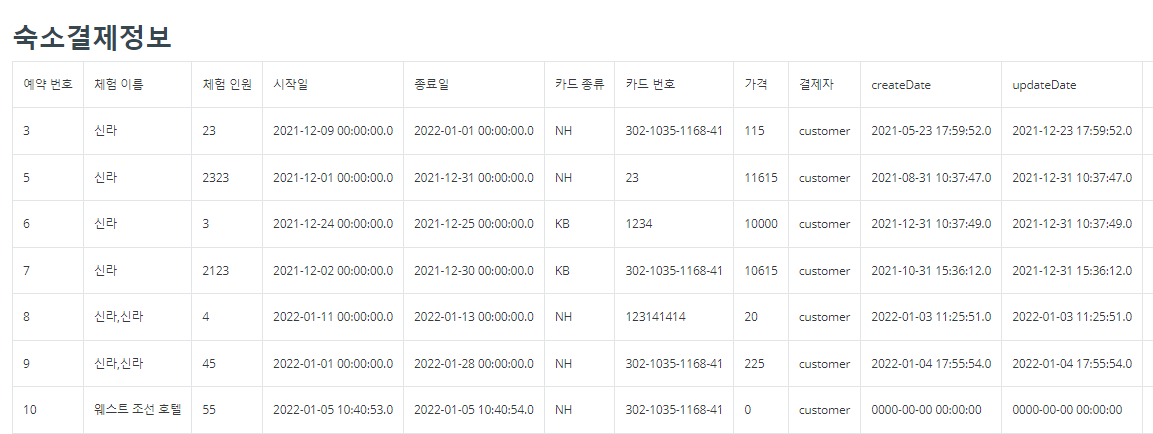 숙소결제정보
예약 번호 체험 이름 체험 인원 시작일 종료일 카드 종류 카드 번호 가격 결제자 createDate updateDate
3 신라 23 2021-12-09 00:00:00.0 2022-01-01 00:00:00.0 NH 302-1035-1168-41 115 customer 2021-05-23 17:59:52.0 2021-12-23 17:59:52.0
5 신라 2323 2021-12-01 00:00:00.0 2021-12-31 00:00:00.0 NH 23 11615 customer 2021-08-31 10:37:47.0 2021-12-31 10:37:47.0
6 신라 3 2021-12-24 00:00:00.0 2021-12-25 00:00:00.0 KB 1234 10000 customer 2021-12-31 10:37:49.0 2021-12-31 10:37:49.0
7 신라 2123 2021-12-02 00:00:00.0 2021-12-30 00:00:00.0 KB 302-1035-1168-41 10615 customer 2021-10-31 15:36:12.0 2021-12-31 15:36:12.0
8 신라,신라 4 2022-01-11 00:00:00.0 2022-01-13 00:00:00.0 NH 123141414 20 customer 2022-01-03 11:25:51.0 2022-01-03 11:25:51.0
9 신라,신라 45 2022-01-01 00:00:00.0 2022-01-28 00:00:00.0 NH 302-1035-1168-41 225 customer 2022-01-04 17:55:54.0 2022-01-04 17:55:54.0
10 웨스트 조선 호텔 55 2022-01-05 10:40:53.0 2022-01-05 10:40:54.0 NH 302-1035-1168-41 0 customer 0000-00-00 00:00:00 0000-00-00 00:00:00